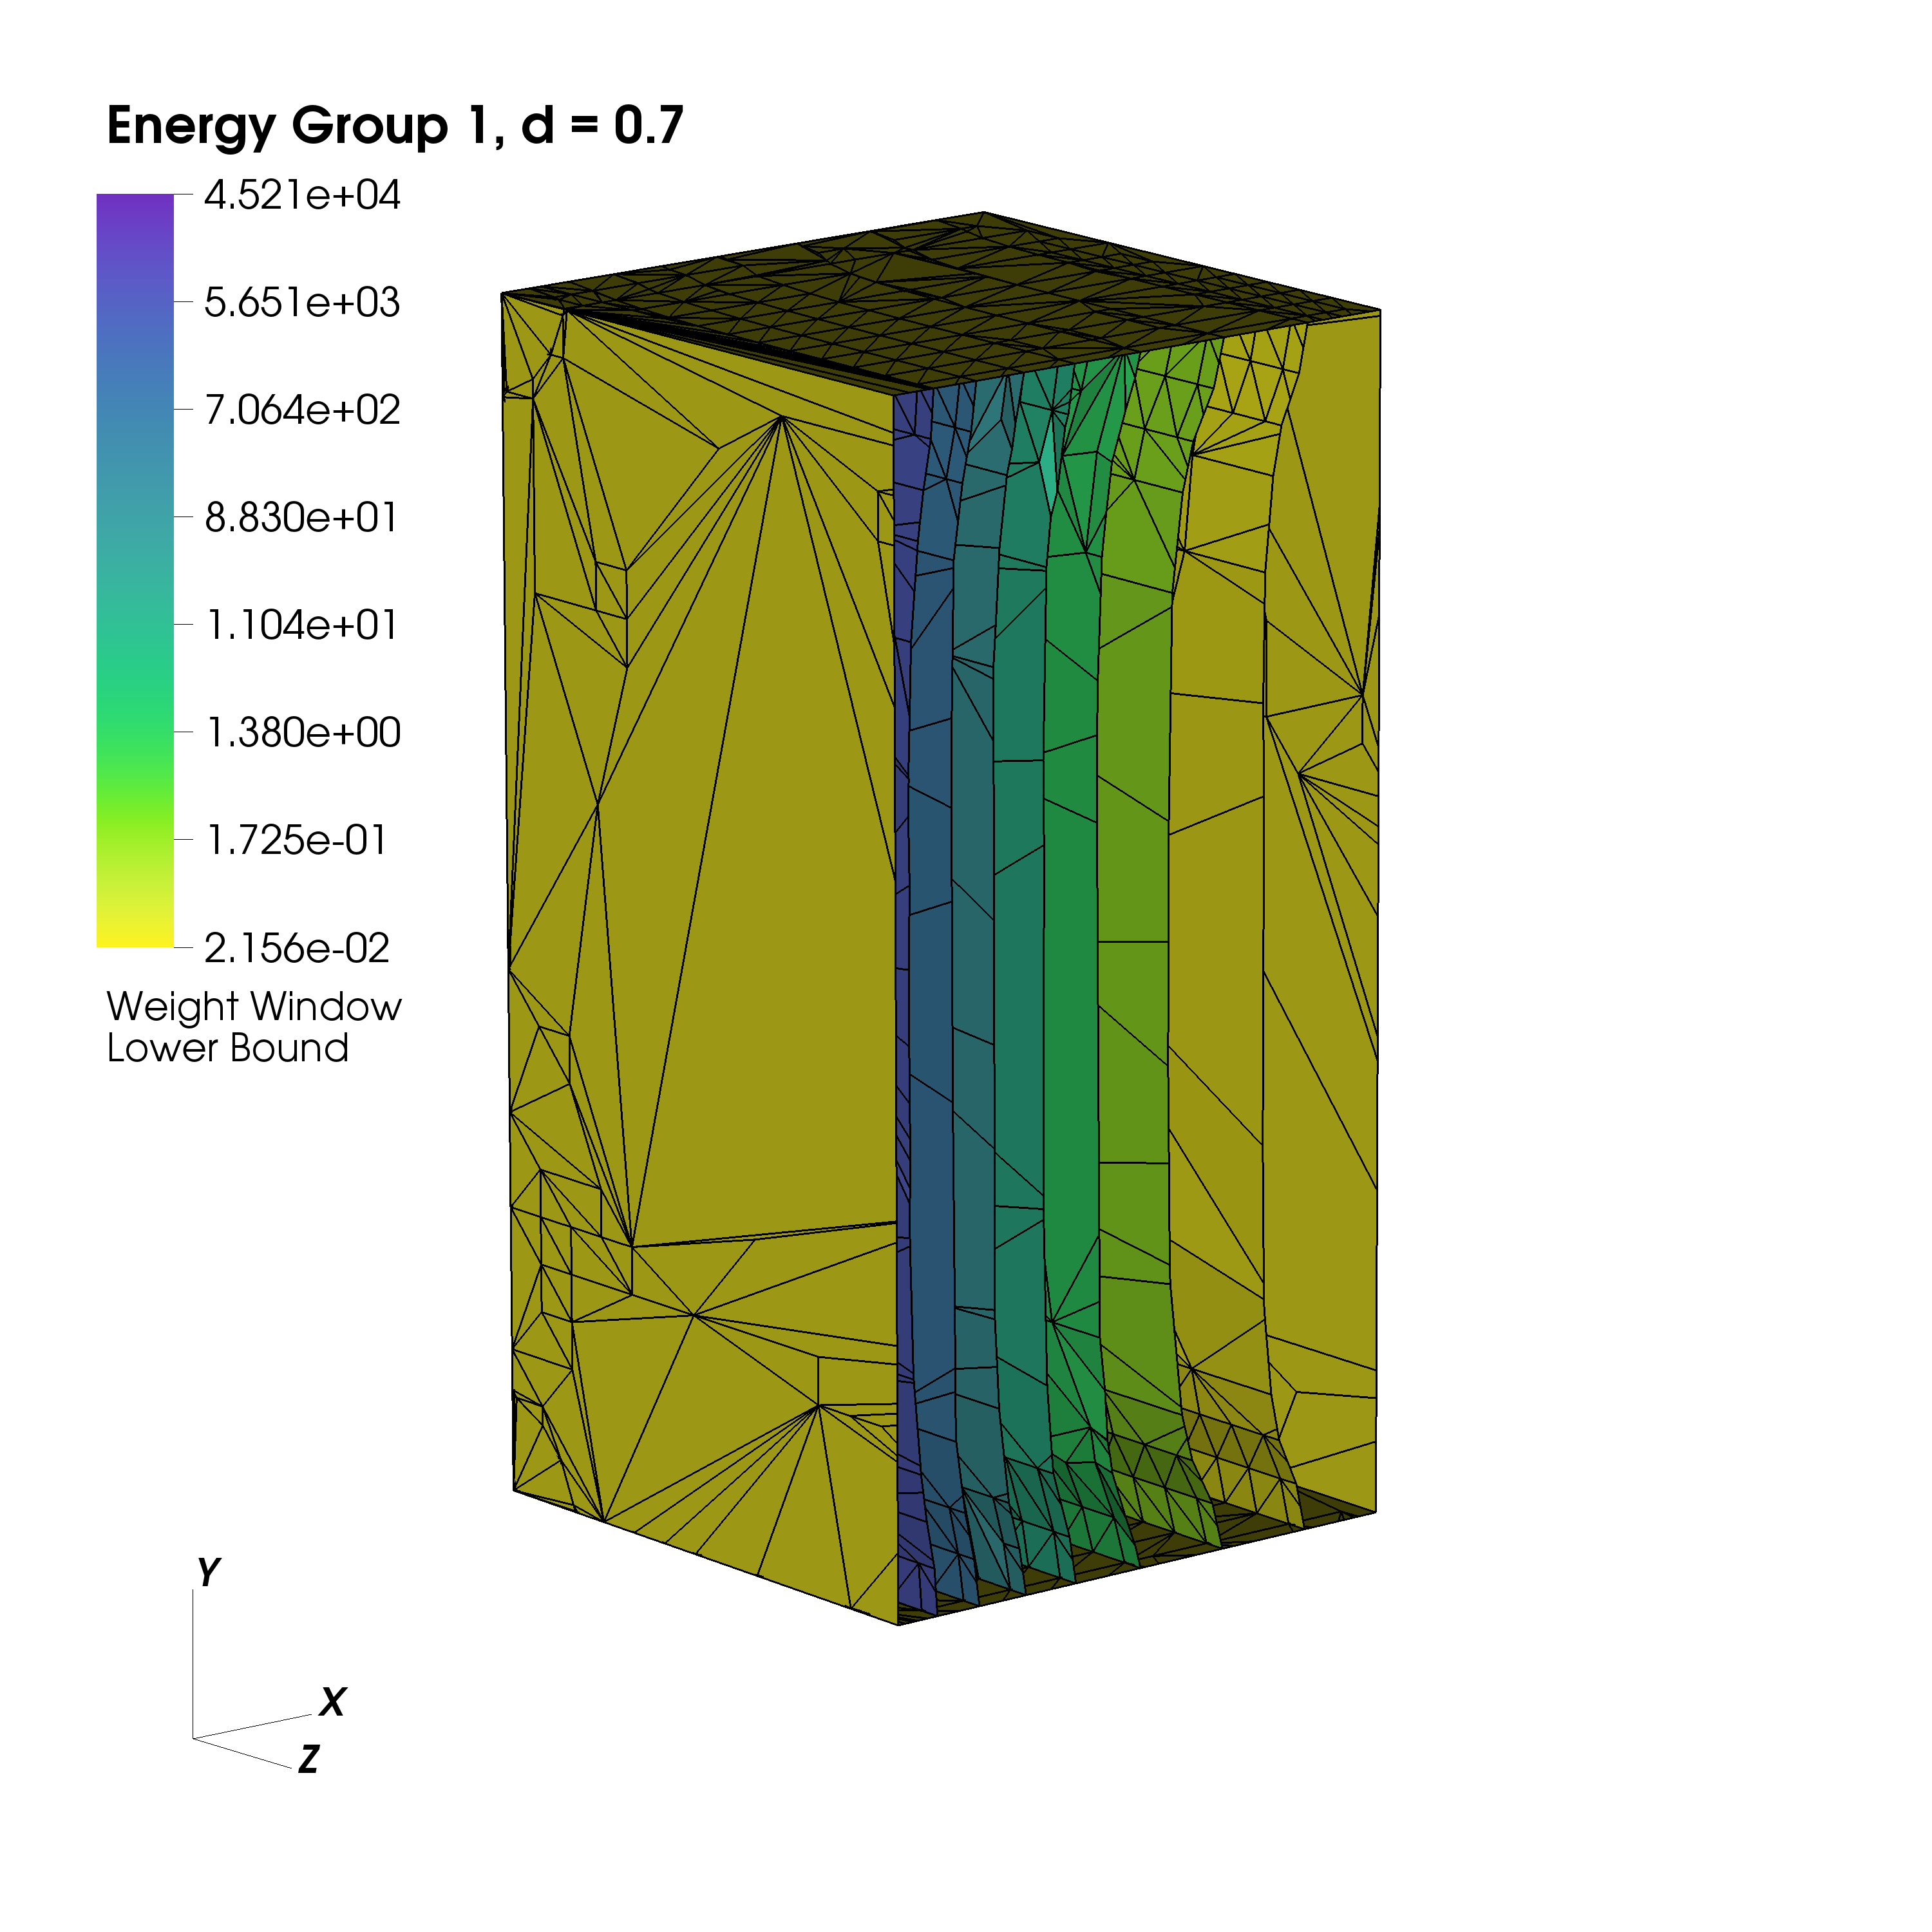 Energy Group 1, d = 0.7
4.521e+04
5.651e+03
7.064e+02
8.830e+01
1.104e+01
1.380e+00
1.725e-01
2.156e-02
Weight Window
Lower Bound
Y
X
Z